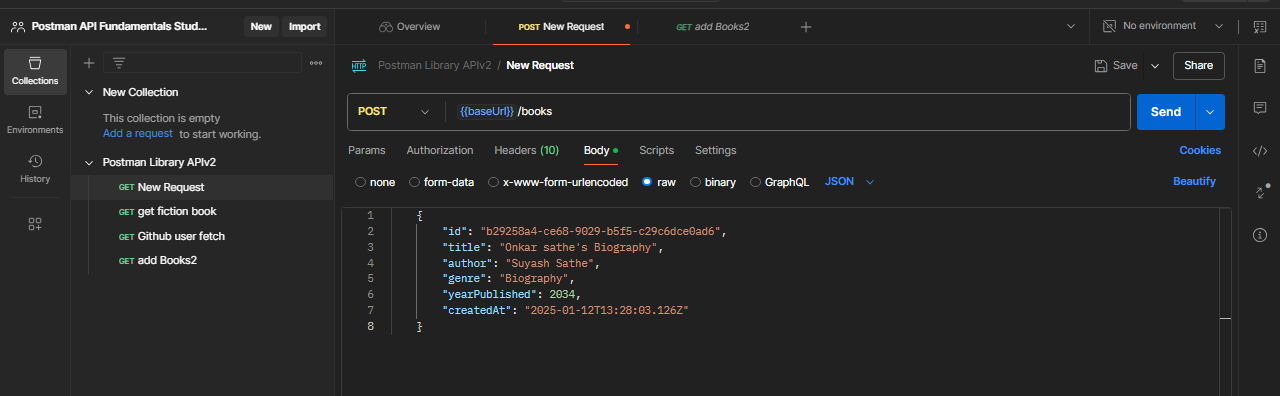 Postman API Fundamentals Stud...
New
Import
Overview
POST New Request
GET add Books2
No environment
Collections
Environments
History
New Collection
This collection is empty
Add a request to start working.
Postman Library APIv2
GET New Request
GET get fiction book
GET Github user fetch
GET add Books2
HTTP
Postman Library APIv2 / New Request
Save
Share
POST
{{baseUrl}} /books
Send
Params
Authorization
Headers (10)
Body
Scripts
Settings
Cookies
none
form-data
x-www-form-urlencoded
raw
binary
GraphQL
JSON
Beautify
1 {
2 "id": "b29258a4-ce68-9029-b5f5-c29c6dce0ad6",
3 "title": "Onkar sathe's Biography",
4 "author": "Suyash Sathe",
5 "genre": "Biography",
6 "yearPublished": 2034,
7 "createdAt": "2025-01-12T13:28:03.126Z"
8 }